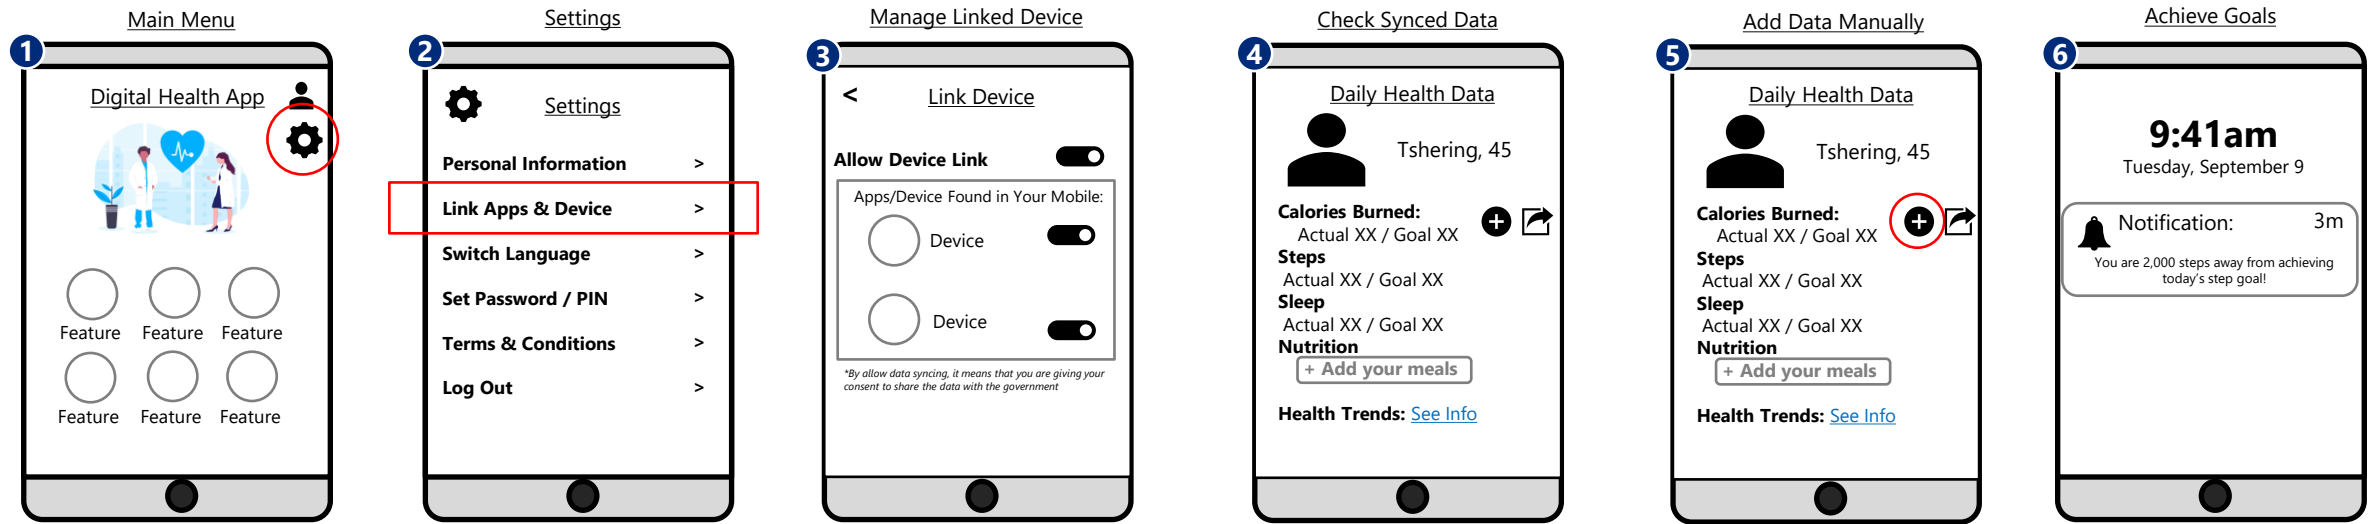 Main Menu
1
Digital Health App
Feature Feature Feature
Feature Feature Feature
Settings
2
Settings
Personal Information >
Link Apps & Device >
Switch Language >
Set Password / PIN >
Terms & Conditions >
Log Out >
Manage Linked Device
3
< Link Device
Allow Device Link
Apps/Device Found in Your Mobile:
Device
Device
*By allow data syncing, it means that you are giving your
consent to share the data with the government
Check Synced Data
4
Daily Health Data
Tshering, 45
Calories Burned:
Actual XX / Goal XX
Steps
Actual XX / Goal XX
Sleep
Actual XX / Goal XX
Nutrition
+ Add your meals
Health Trends: See Info
Add Data Manually
5
Daily Health Data
Tshering, 45
Calories Burned:
Actual XX / Goal XX
Steps
Actual XX / Goal XX
Sleep
Actual XX / Goal XX
Nutrition
+ Add your meals
Health Trends: See Info
Achieve Goals
6
9:41am
Tuesday, September 9
Notification: 3m
You are 2,000 steps away from achieving
today's step goal!